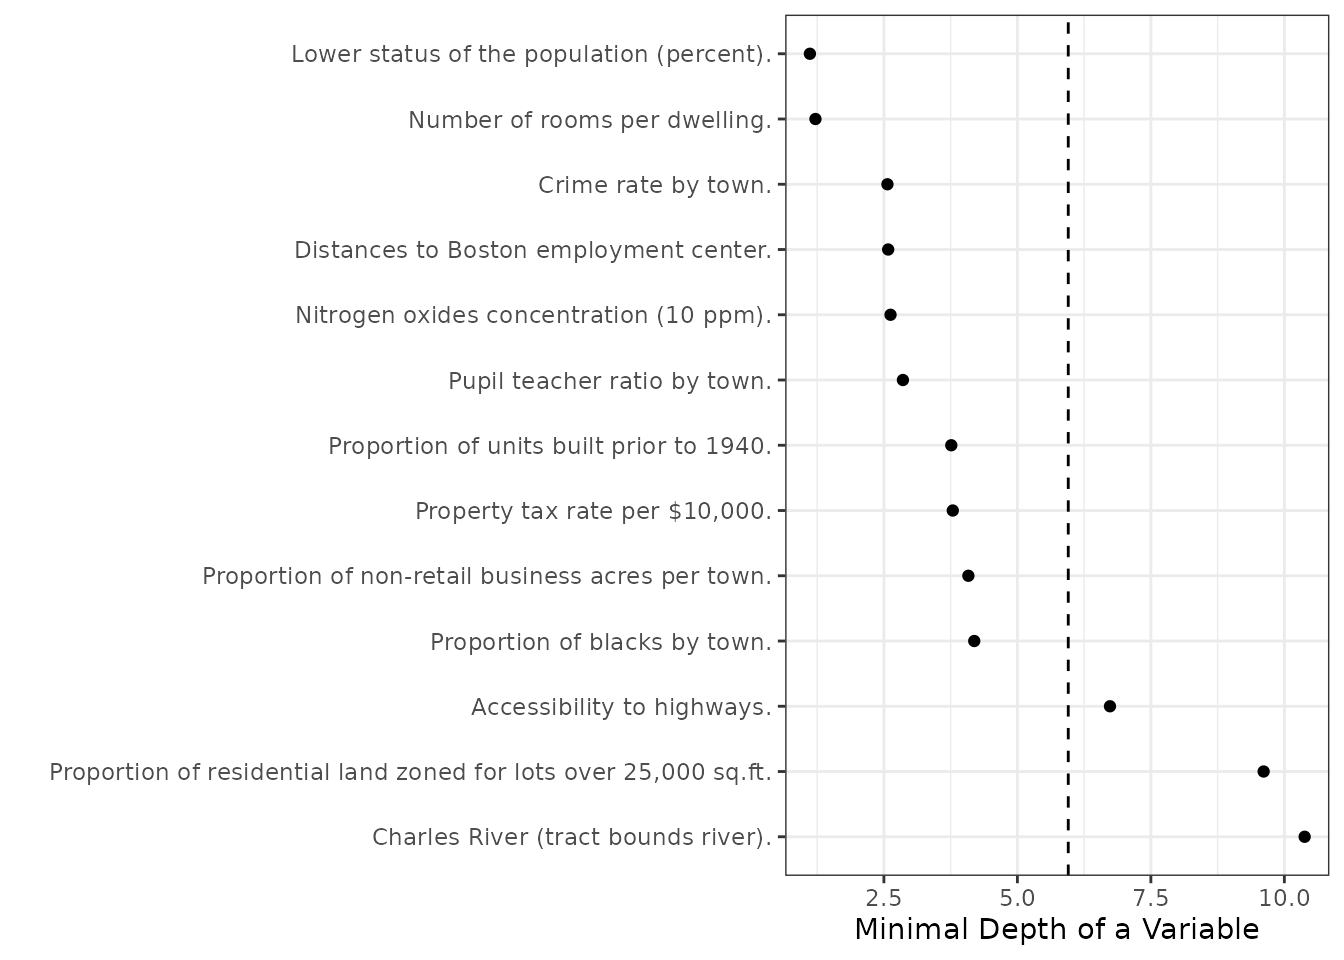 Lower status of the population (percent).
Number of rooms per dwelling.
Crime rate by town.
Distances to Boston employment center.
Nitrogen oxides concentration (10 ppm).
Pupil teacher ratio by town.
Proportion of units built prior to 1940.
Property tax rate per $10,000.
Proportion of non-retail business acres per town.
Proportion of blacks by town.
Accessibility to highways.
Proportion of residential land zoned for lots over 25,000 sq.ft.
Charles River (tract bounds river).
2.5 5.0 7.5 10.0
Minimal Depth of a Variable